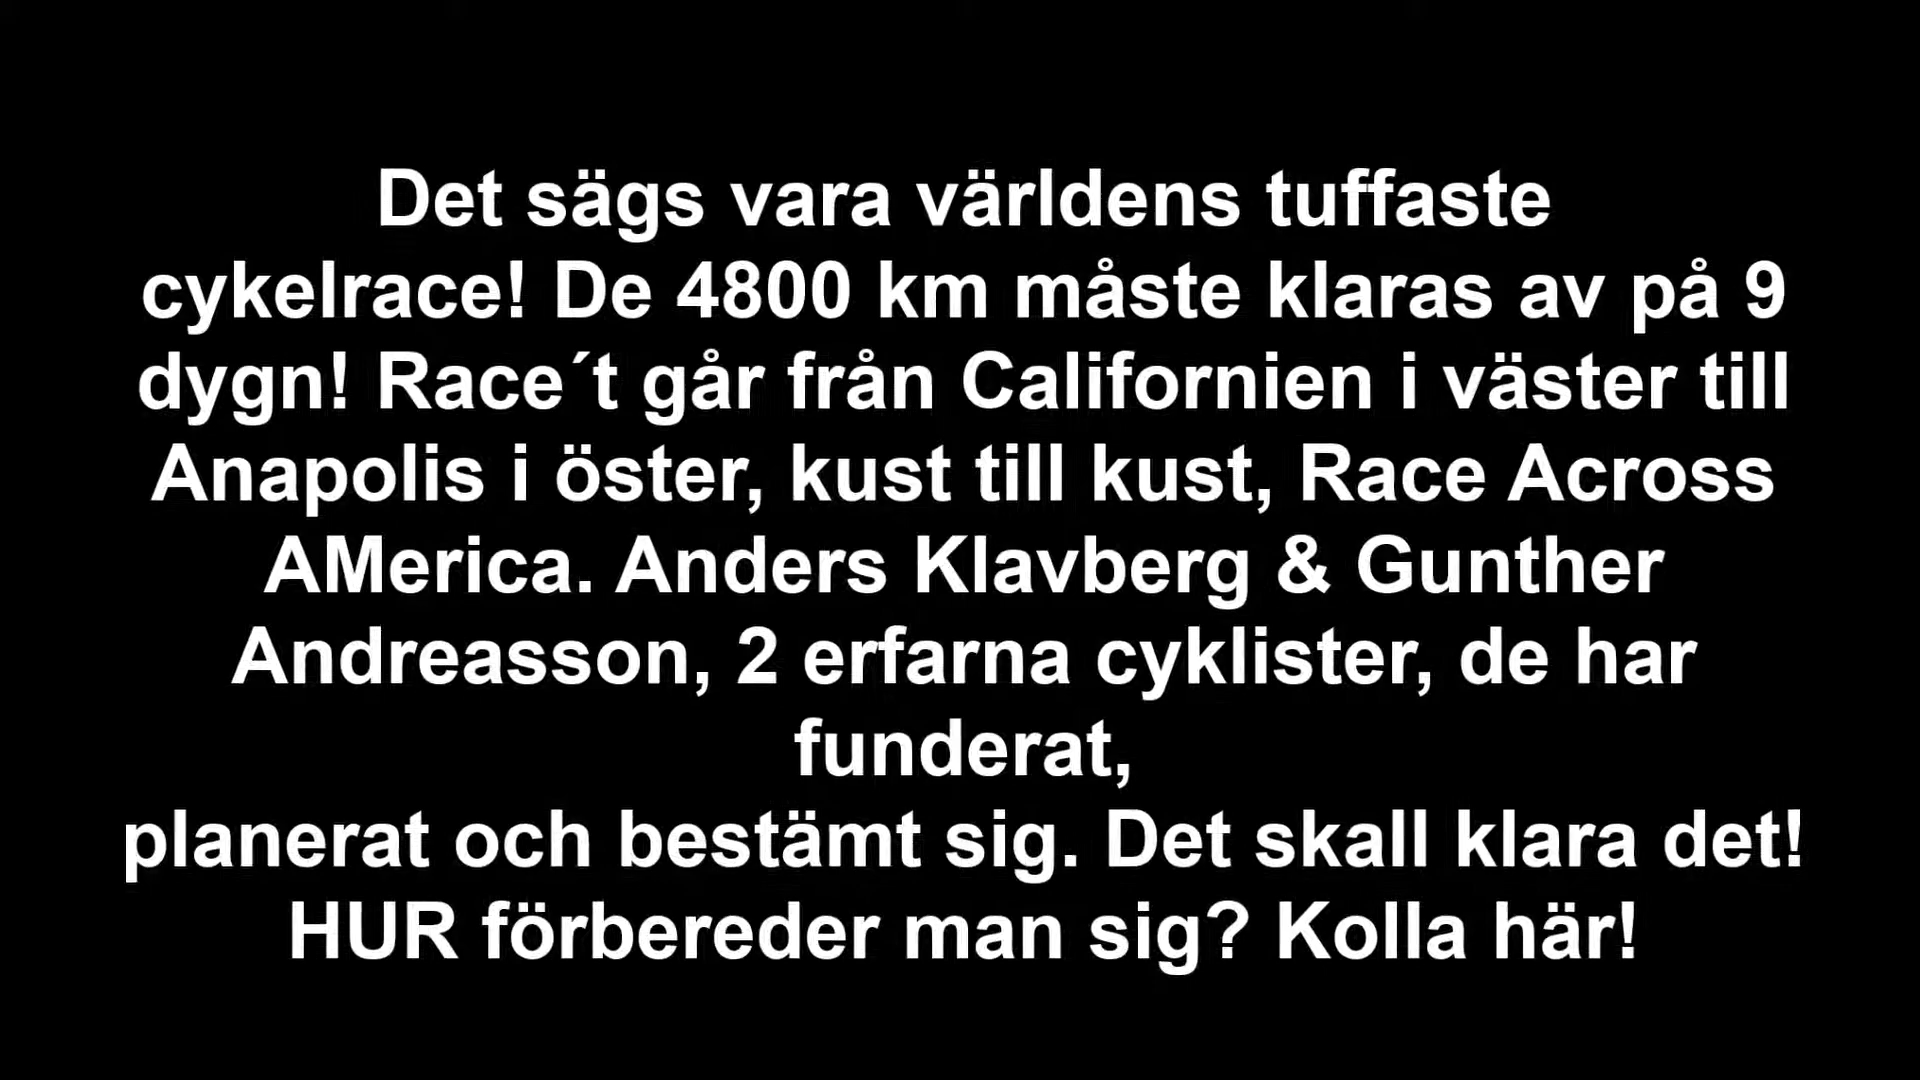 Det sägs vara världens tuffaste
cykelrace! De 4800 km måste klaras av på 9
dygn! Race´t går från Californien i väster till
Anapolis i öster, kust till kust, Race Across
AMerica. Anders Klavberg & Gunther
Andreasson, 2 erfarna cyklister, de har
funderat,
planerat och bestämt sig. Det skall klara det!
HUR förbereder man sig? Kolla här!